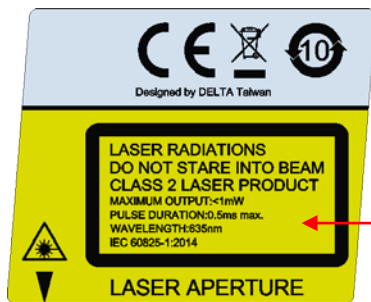 CE
10
Designed by DELTA Taiwan
LASER RADIATIONS
DO NOT STARE INTO BEAM
CLASS 2 LASER PRODUCT
MAXIMUM OUTPUT:<1mW
PULSE DURATION:0.5ms max.
WAVELENGTH:635nm
IEC 60825-1:2014
LASER APERTURE